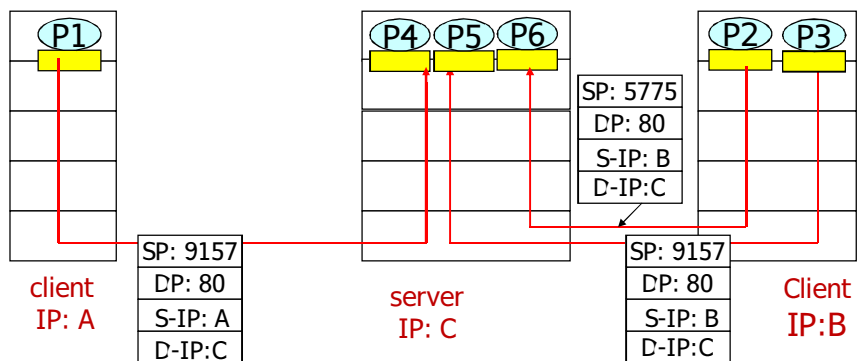 P1
P4
P5
P6
P2
P3
SP: 5775
DP: 80
S-IP: B
D-IP:C
SP: 9157
DP: 80
S-IP: A
D-IP:C
SP: 9157
DP: 80
S-IP: B
D-IP:C
client
IP: A
server
IP: C
Client
IP:B